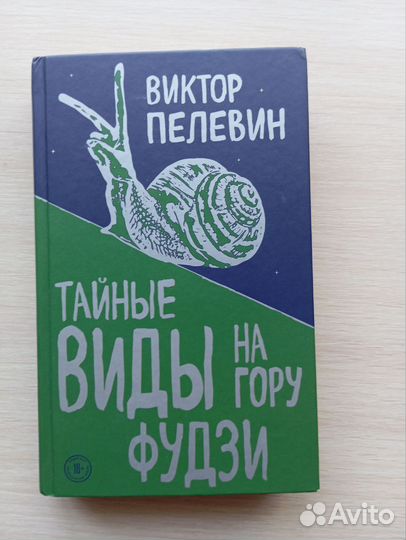 ВИКТОР
ПЕЛЕВИН
ТАЙНЫЕ
ВИДЫ НА
ГОРУ
ФУДЗИ
18+
Avito